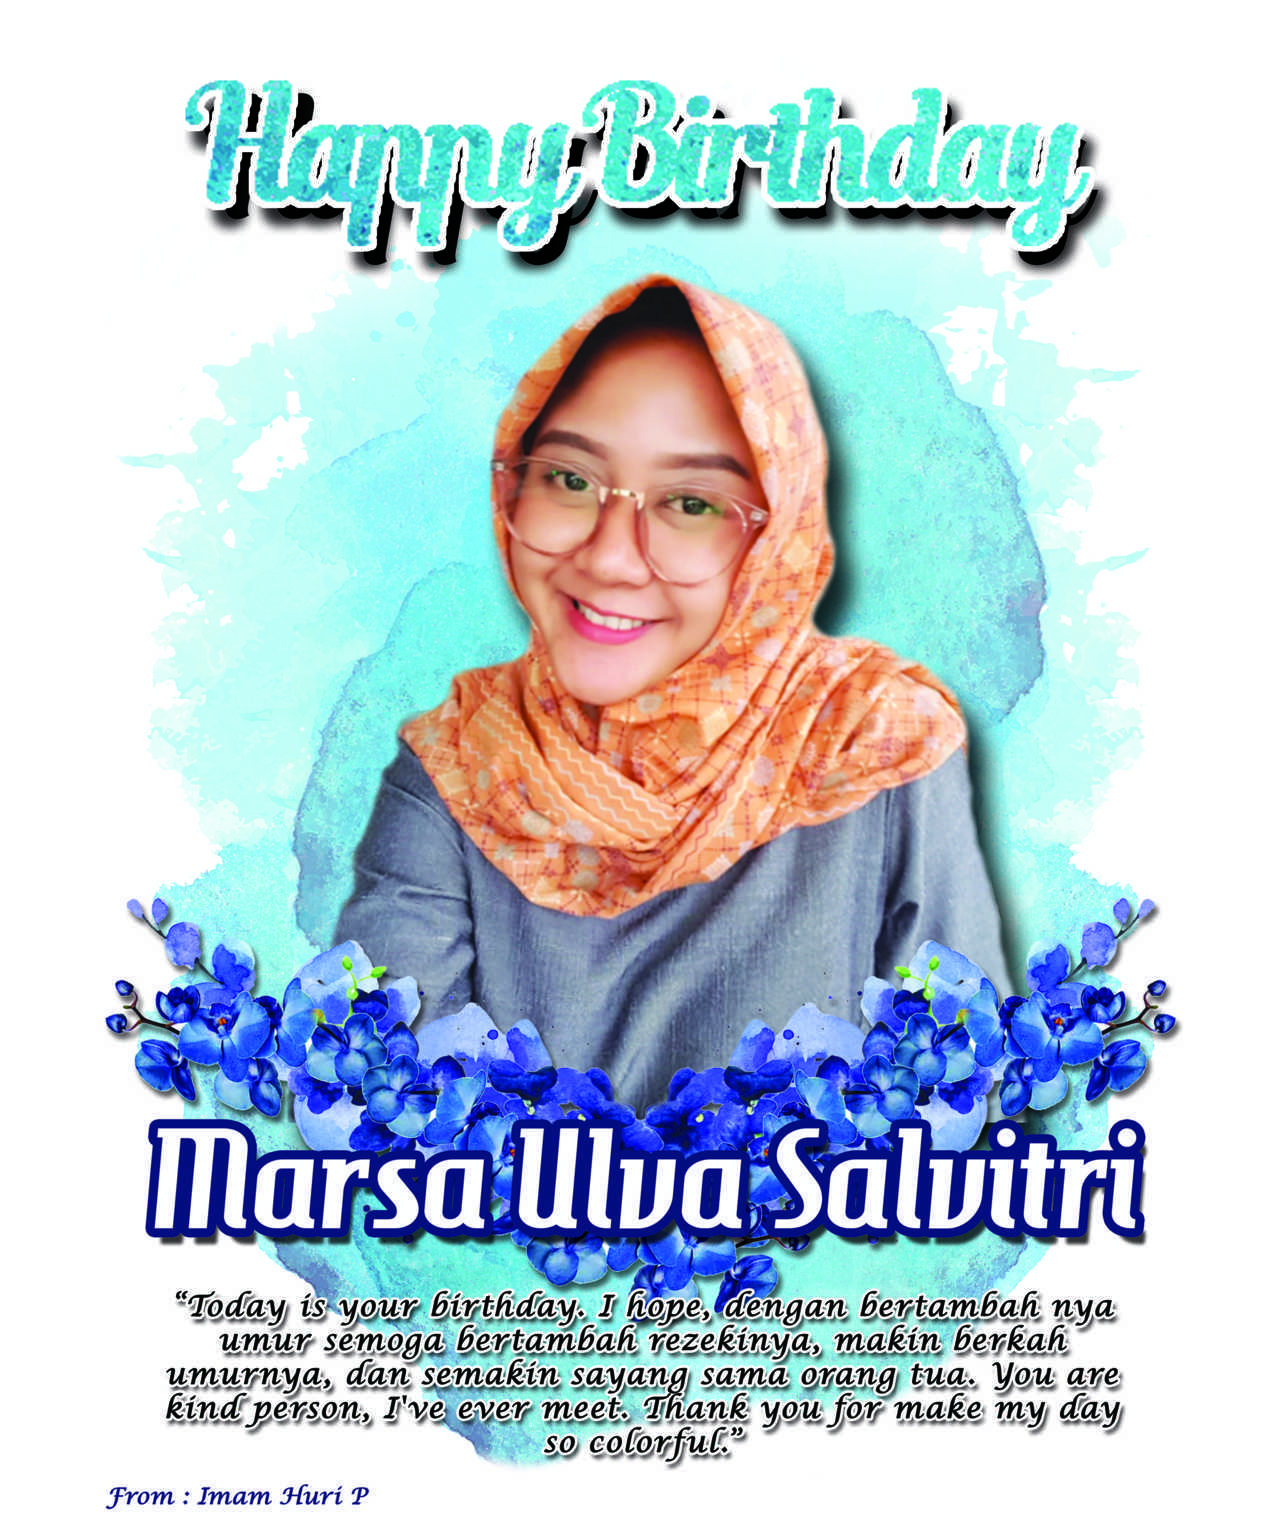 Happy Birthday
Marsa Ulva Salvitri
“Today is your birthday. I hope, dengan bertambah nya
umur semoga bertambah rezekinya, makin berkah
umurnya, dan semakin sayang sama orang tua. You are
kind person, I've ever meet. Thank you for make my day
so colorful.”
From : Imam Huri P